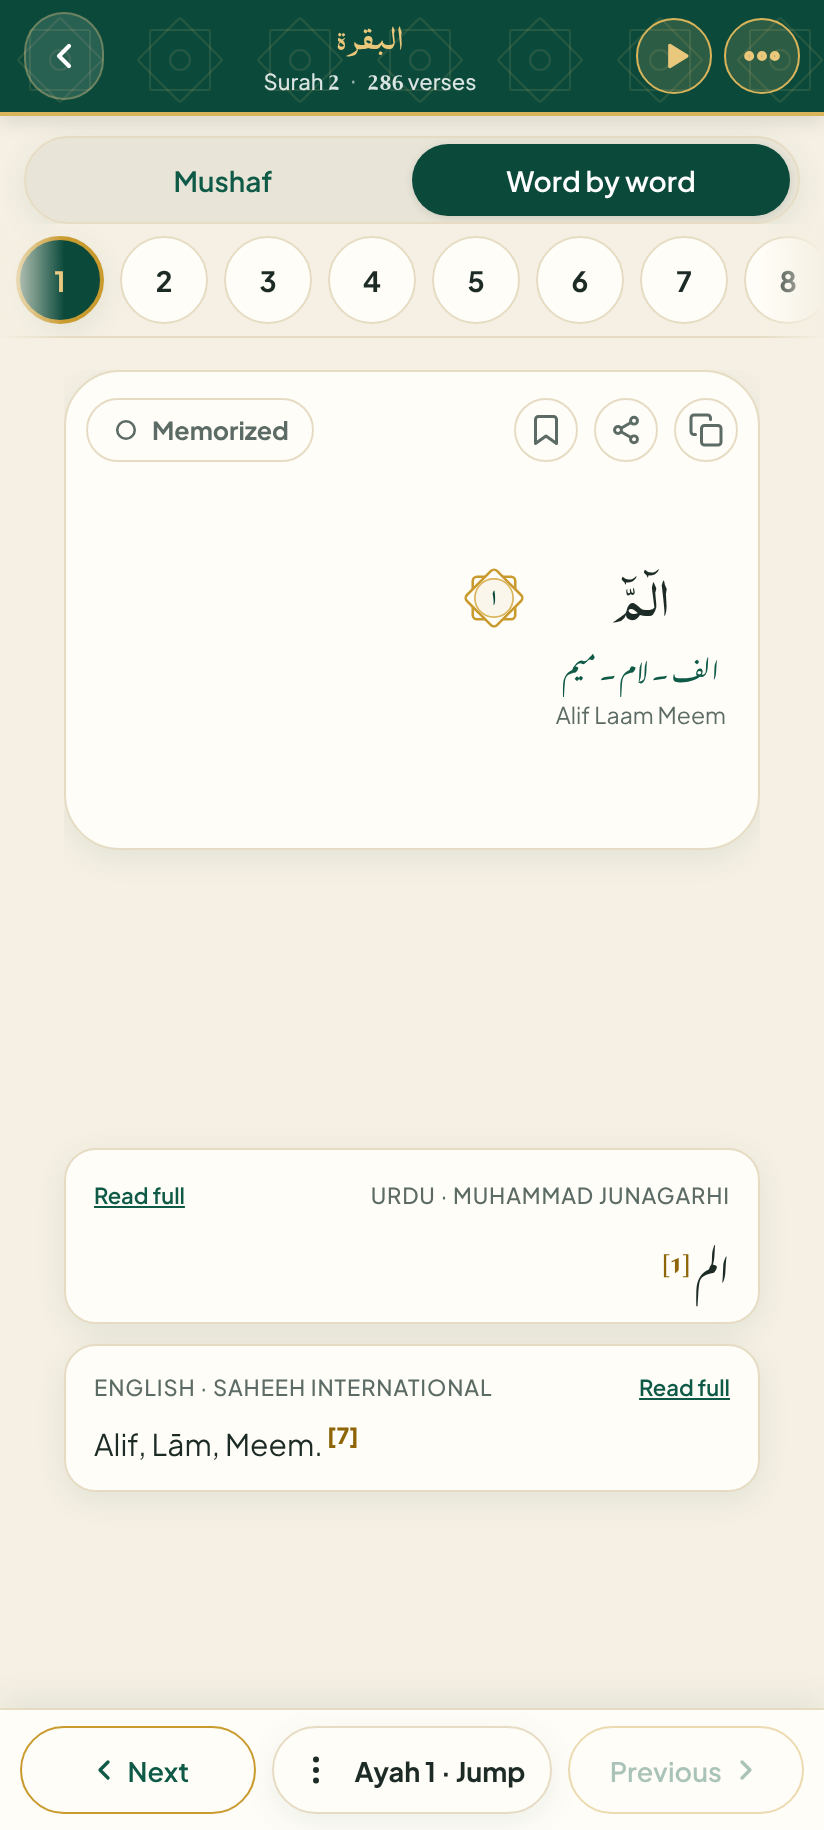 البقرة
Surah 2 · 286 verses
Mushaf
Word by word
1 2 3 4 5 6 7 8
Memorized
الٓمّٓ ١
الف ۔ لام ۔ میم
Alif Laam Meem
Read full
URDU · MUHAMMAD JUNAGARHI
الم [1]
ENGLISH · SAHEEH INTERNATIONAL
Read full
Alif, Lām, Meem. [7]
Next
Ayah 1 · Jump
Previous